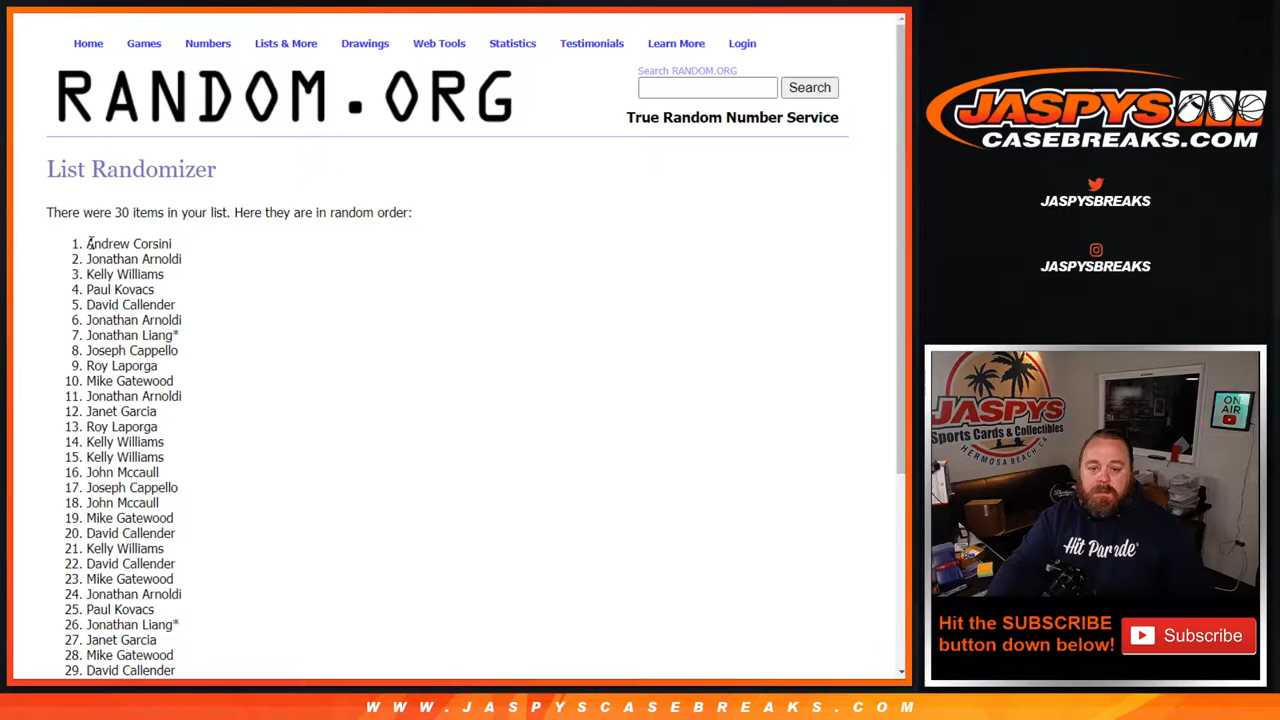 Home Games Numbers Lists & More Drawings Web Tools Statistics Testimonials Learn More Login
RANDOM.ORG
Search RANDOM.ORG
Search
True Random Number Service
List Randomizer
There were 30 items in your list. Here they are in random order:
1. Andrew Corsini
2. Jonathan Arnoldi
3. Kelly Williams
4. Paul Kovacs
5. David Callender
6. Jonathan Arnoldi
7. Jonathan Liang*
8. Joseph Cappello
9. Roy Laporga
10. Mike Gatewood
11. Jonathan Arnoldi
12. Janet Garcia
13. Roy Laporga
14. Kelly Williams
15. Kelly Williams
16. John Mccaull
17. Joseph Cappello
18. John Mccaull
19. Mike Gatewood
20. David Callender
21. Kelly Williams
22. David Callender
23. Mike Gatewood
24. Jonathan Arnoldi
25. Paul Kovacs
26. Jonathan Liang*
27. Janet Garcia
28. Mike Gatewood
29. David Callender
JASPYS
CASEBREAKS.COM
JASPYSBREAKS
JASPYSBREAKS
JASPYS
Sports Cards & Collectibles
HERMOSA BEACH, CA
ON
AIR
Hit Parade
Hit the SUBSCRIBE
button down below!
Subscribe
WWW.JASPYSCASEBREAKS.COM